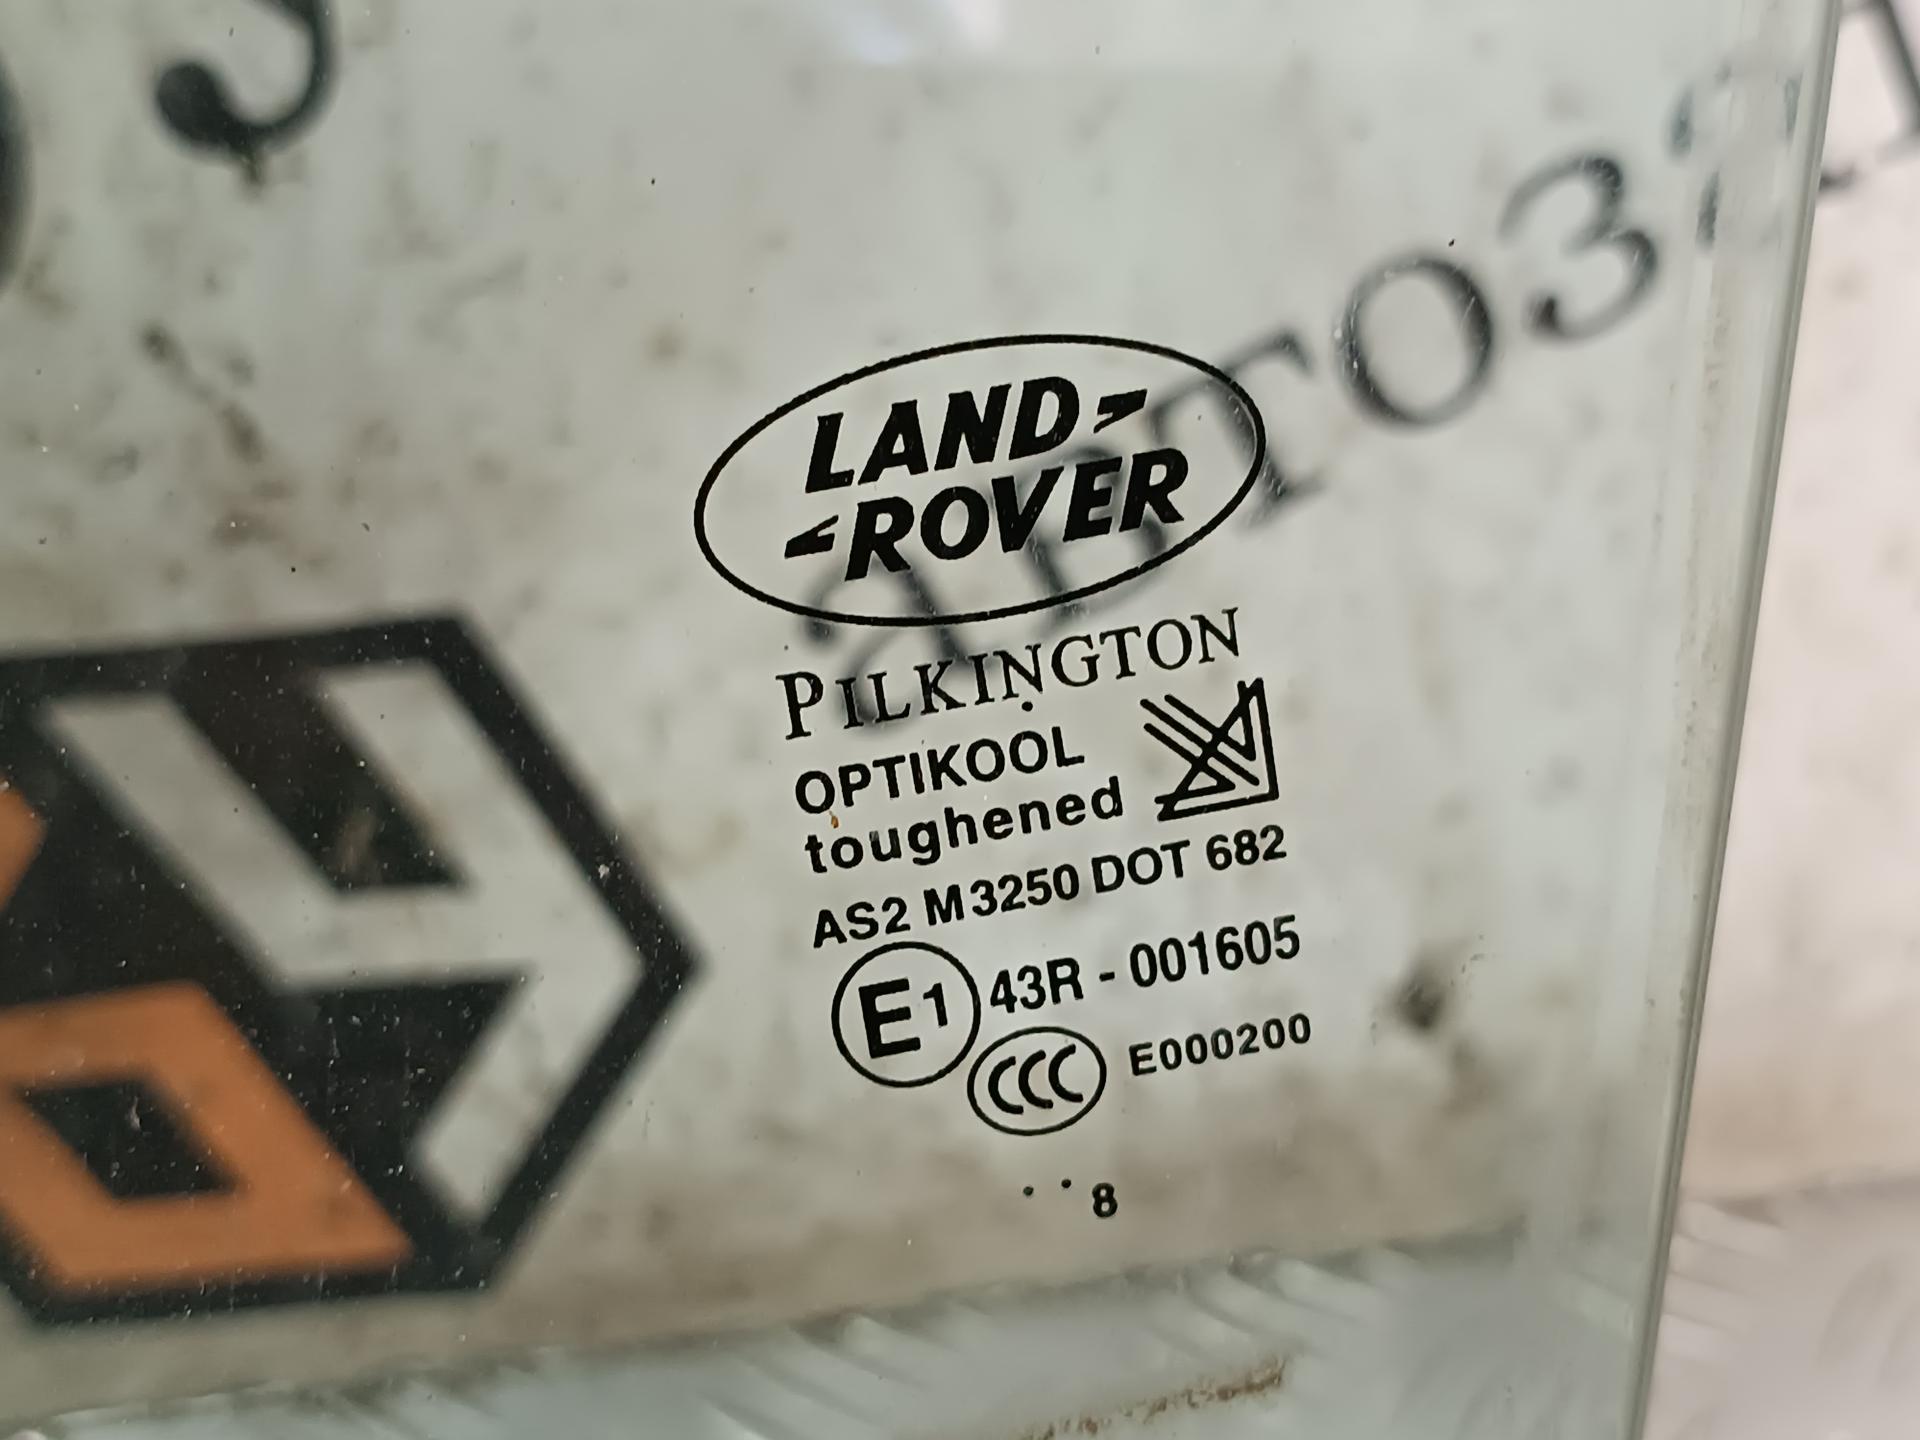 LAND
ROVER
PILKINGTON
OPTIKOOL
toughened
AS2 M3250 DOT 682
E1 43R - 001605
CCC E000200
.. 8